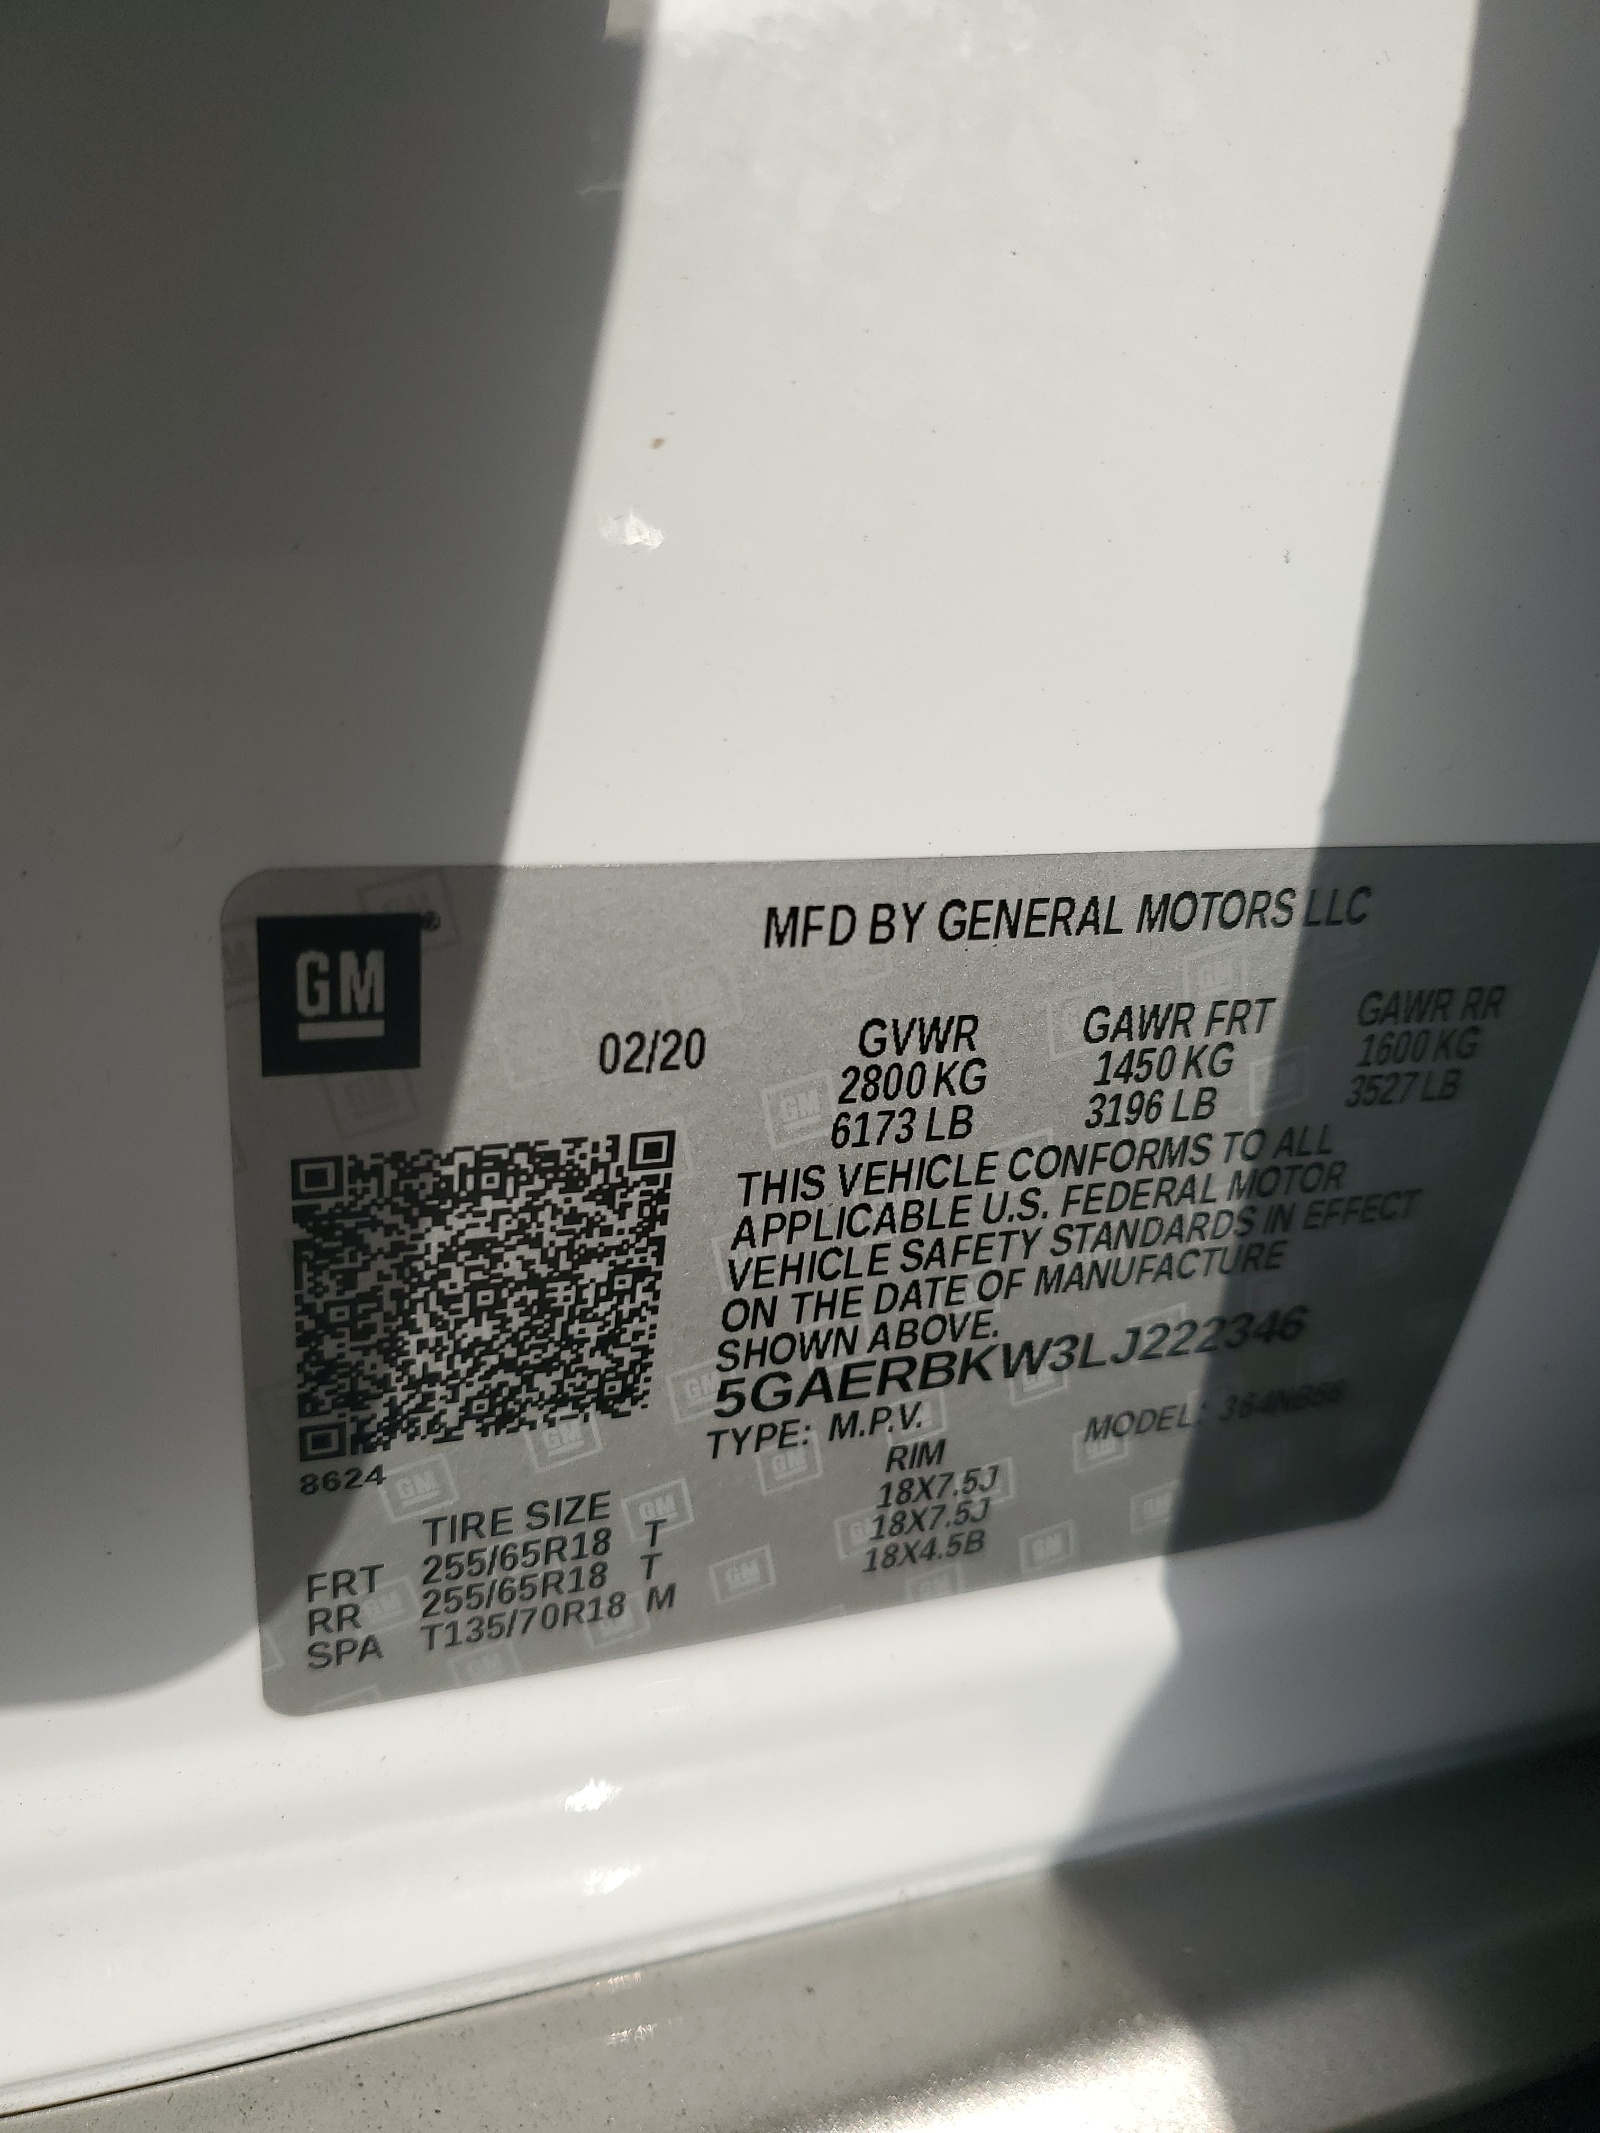 GM®
MFD BY GENERAL MOTORS LLC
02/20 GVWR GAWR FRT GAWR RR
2800 KG 1450 KG 1600 KG
6173 LB 3196 LB 3527 LB
THIS VEHICLE CONFORMS TO ALL
APPLICABLE U.S. FEDERAL MOTOR
VEHICLE SAFETY STANDARDS IN EFFECT
ON THE DATE OF MANUFACTURE
SHOWN ABOVE.
5GAERBKW3LJ222346
TYPE: M.P.V. MODEL:
8624
TIRE SIZE RIM
FRT 255/65R18 T 18X7.5J
RR 255/65R18 T 18X7.5J
SPA T135/70R18 M 18X4.5B